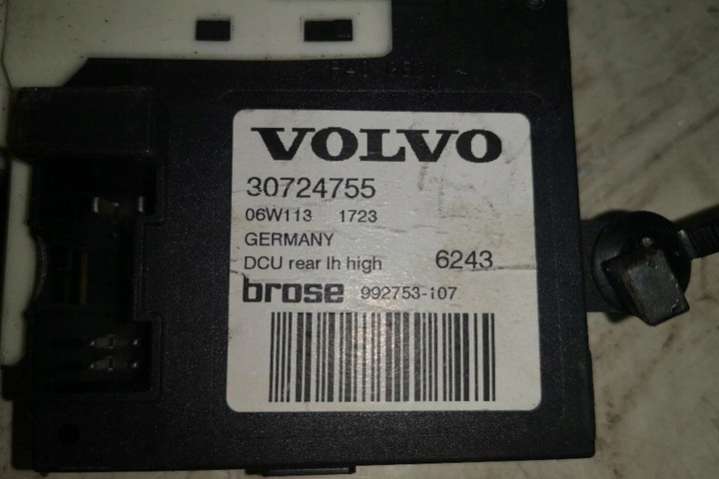 VOLVO
30724755
06W113 1723
GERMANY
DCU rear lh high 6243
brose 992753-107